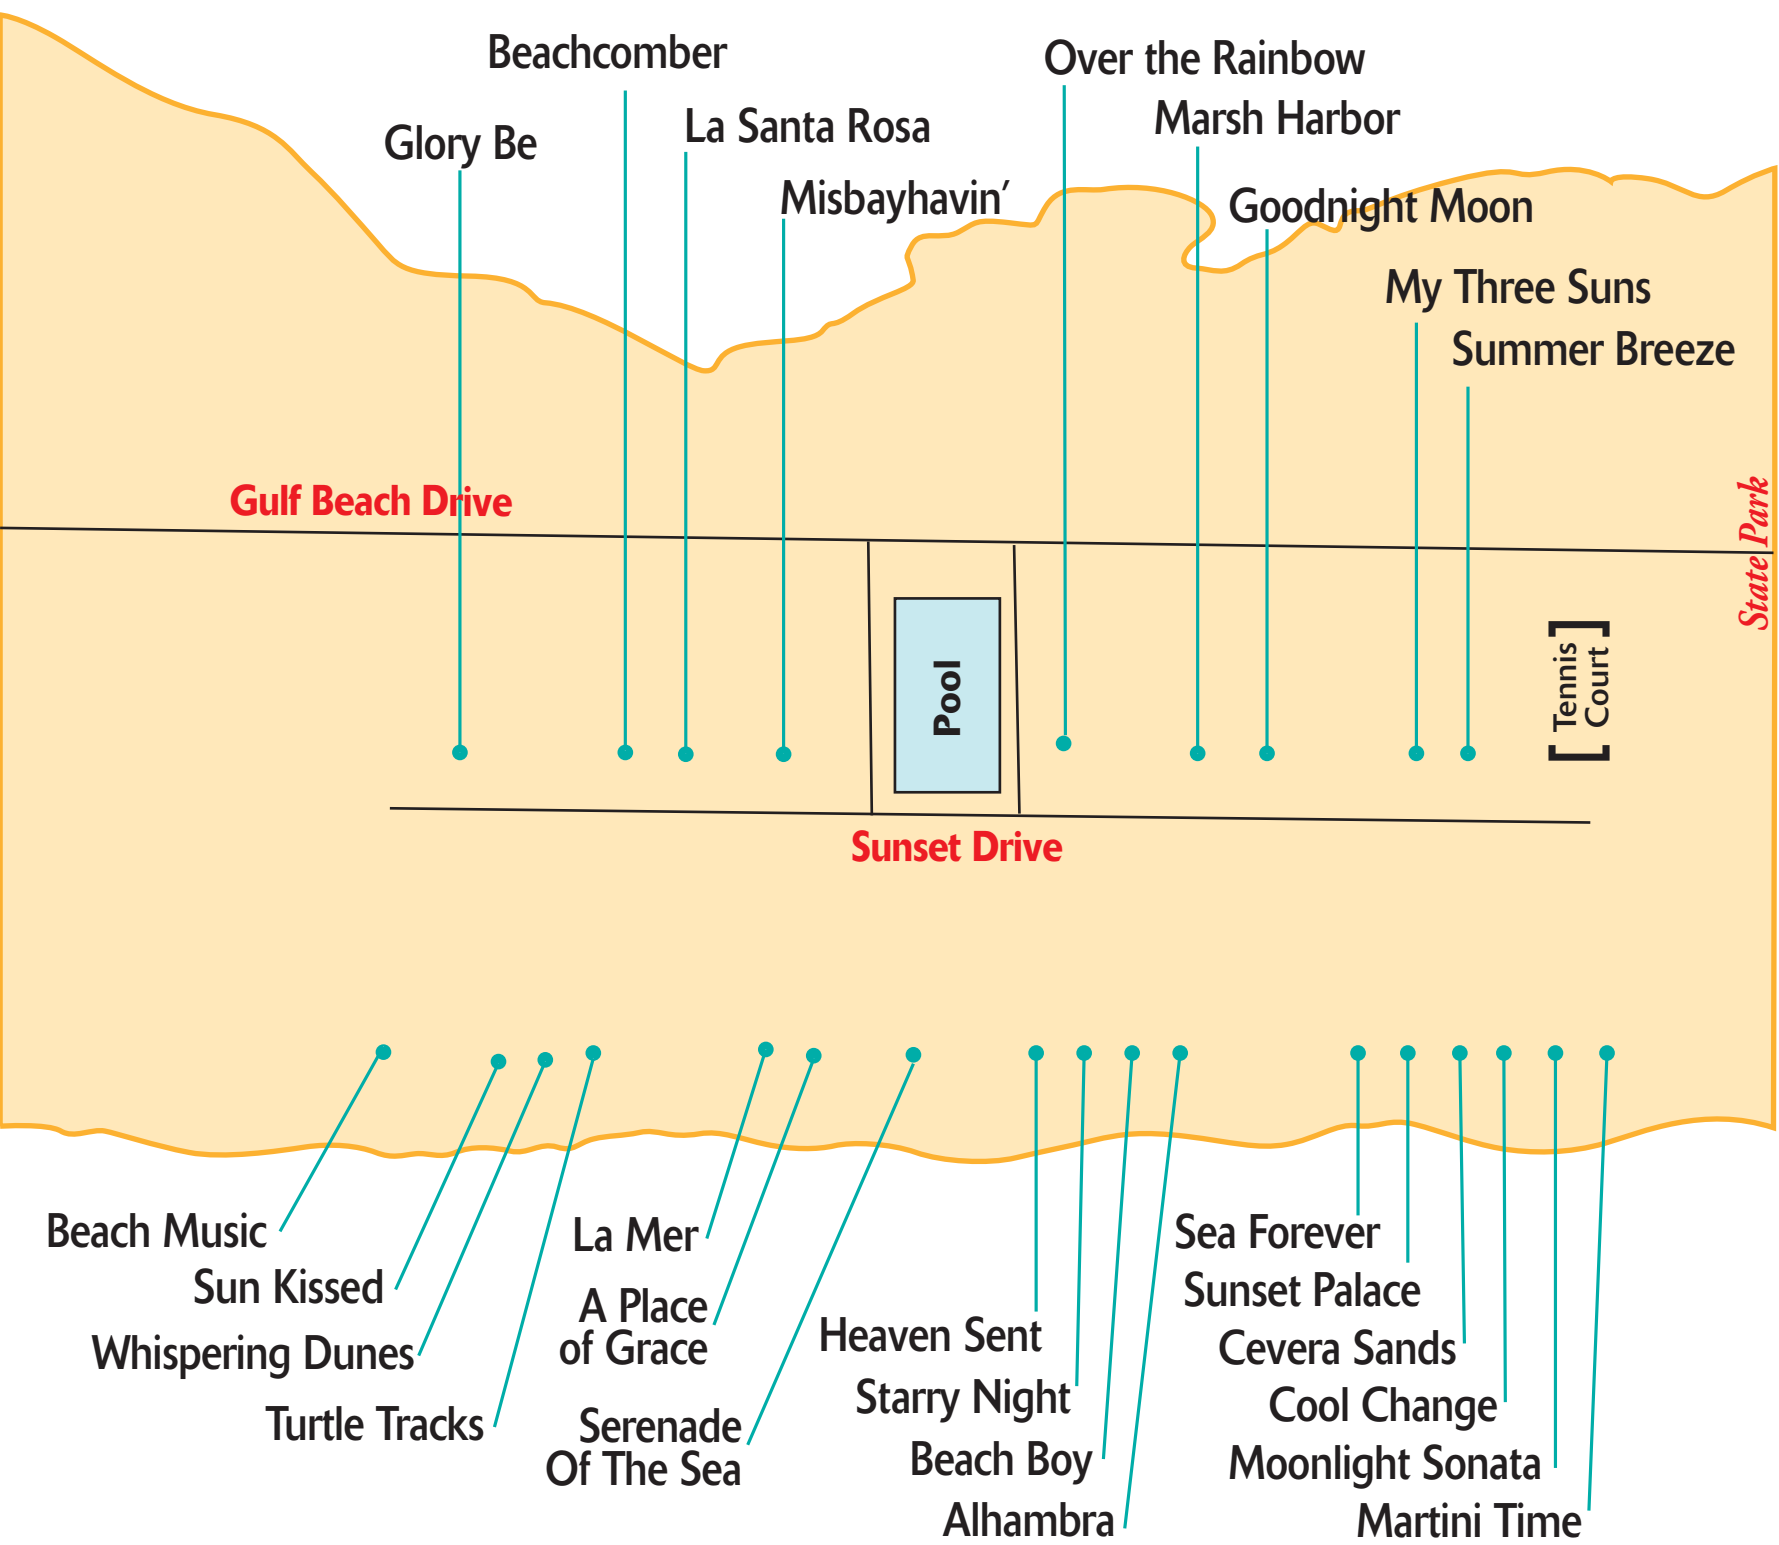 Beachcomber
Over the Rainbow
La Santa Rosa
Marsh Harbor
Glory Be
Misbayhavin’
Goodnight Moon
My Three Suns
Summer Breeze
Gulf Beach Drive
State Park
Pool
[ Tennis
Court ]
Sunset Drive
Beach Music
Sun Kissed
Whispering Dunes
Turtle Tracks
La Mer
A Place
of Grace
Serenade
Of The Sea
Heaven Sent
Starry Night
Beach Boy
Alhambra
Sea Forever
Sunset Palace
Cevera Sands
Cool Change
Moonlight Sonata
Martini Time